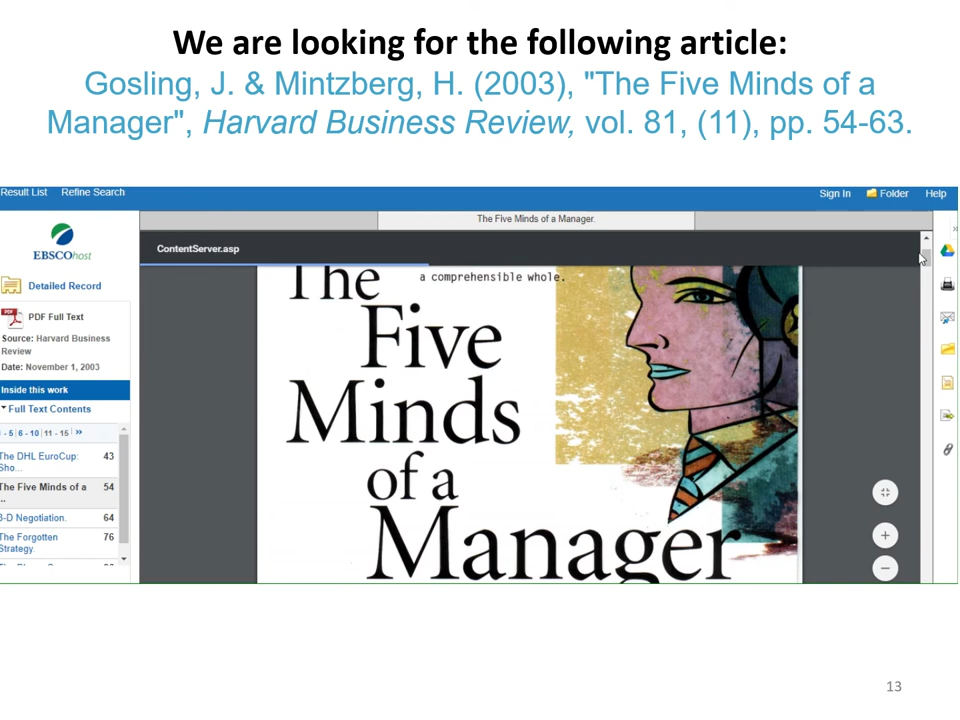 We are looking for the following article:
Gosling, J. & Mintzberg, H. (2003), "The Five Minds of a
Manager", Harvard Business Review, vol. 81, (11), pp. 54-63.
Result List Refine Search
Sign In Folder Help
The Five Minds of a Manager.
EBSCOhost
ContentServer.asp
Detailed Record
PDF Full Text
Source: Harvard Business
Review
Date: November 1, 2003
Inside this work
Full Text Contents
- 5 6 - 10 11 - 15 »
The DHL EuroCup: 43
Sho...
The Five Minds of a 54
...
3-D Negotiation. 64
The Forgotten 76
Strategy.
a comprehensible whole.
The
Five
Minds
of a
Manager
13